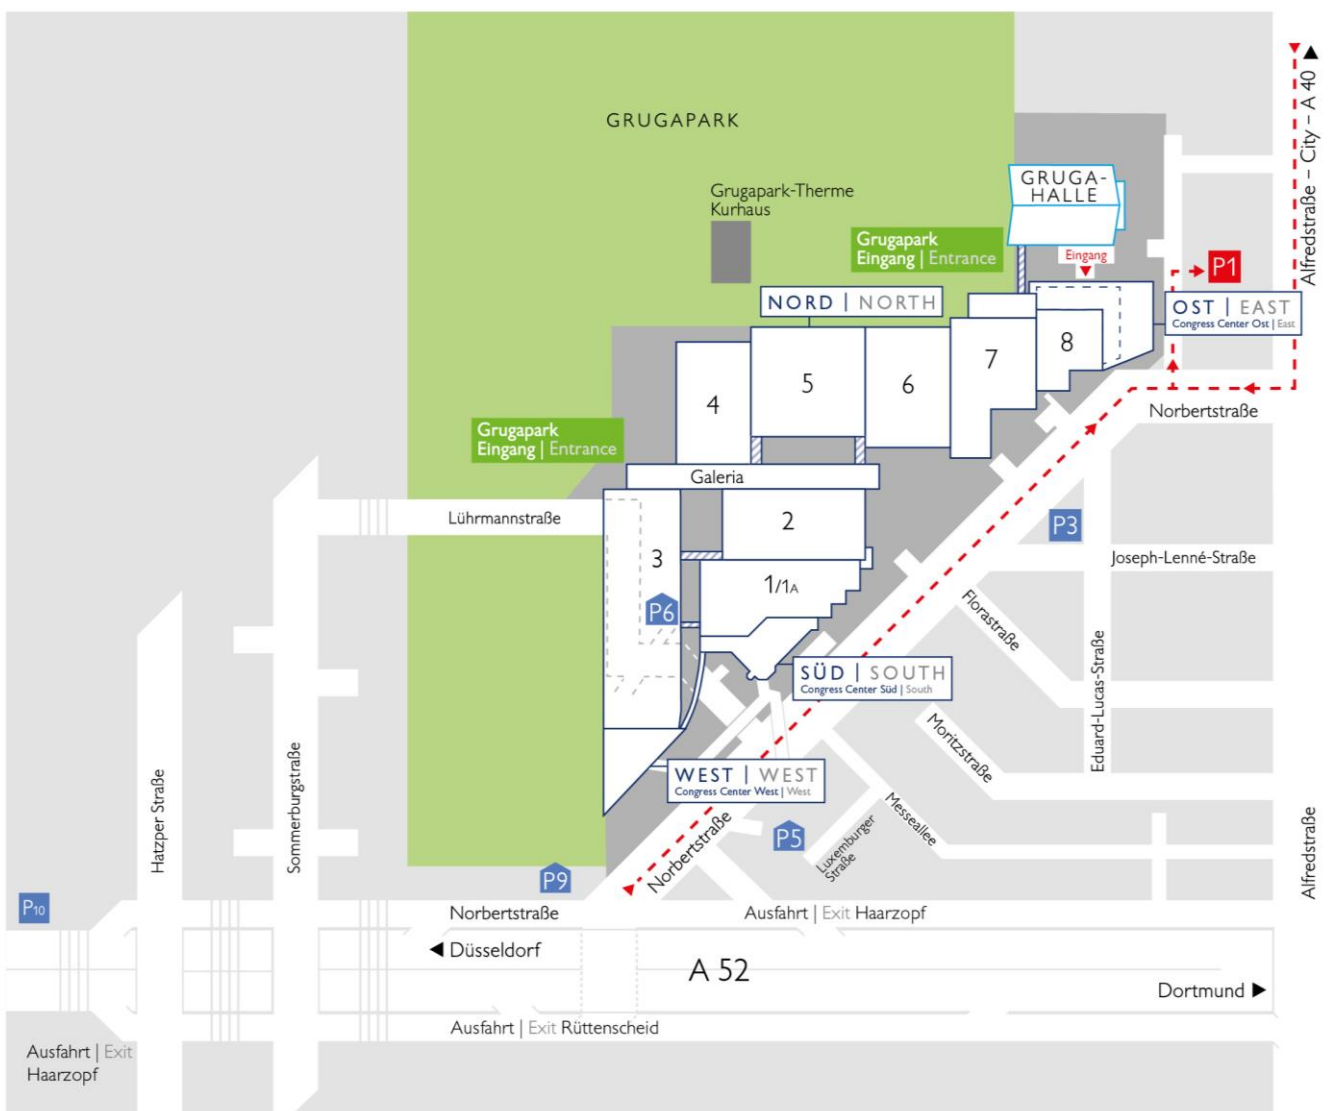 GRUGAPARK
Alfredstraße – City – A 40
Grugapark-Therme
Kurhaus
GRUGA-
HALLE
Grugapark
Eingang | Entrance
Eingang
P1
NORD | NORTH
OST | EAST
Congress Center Ost | East
4
5
6
7
8
Norbertstraße
Grugapark
Eingang | Entrance
Galeria
Lührmannstraße
2
3
1/1A
P3
Joseph-Lenné-Straße
P6
Florastraße
SÜD | SOUTH
Congress Center Süd | South
Eduard-Lucas-Straße
Moritzstraße
WEST | WEST
Congress Center West | West
Hatzper Straße
Sommerburgstraße
Norbertstraße
P5
Luxemburger
Straße
Messeallee
Alfredstraße
P9
P10
Norbertstraße
Ausfahrt | Exit Haarzopf
Düsseldorf
A 52
Dortmund
Ausfahrt | Exit Rüttenscheid
Ausfahrt | Exit
Haarzopf